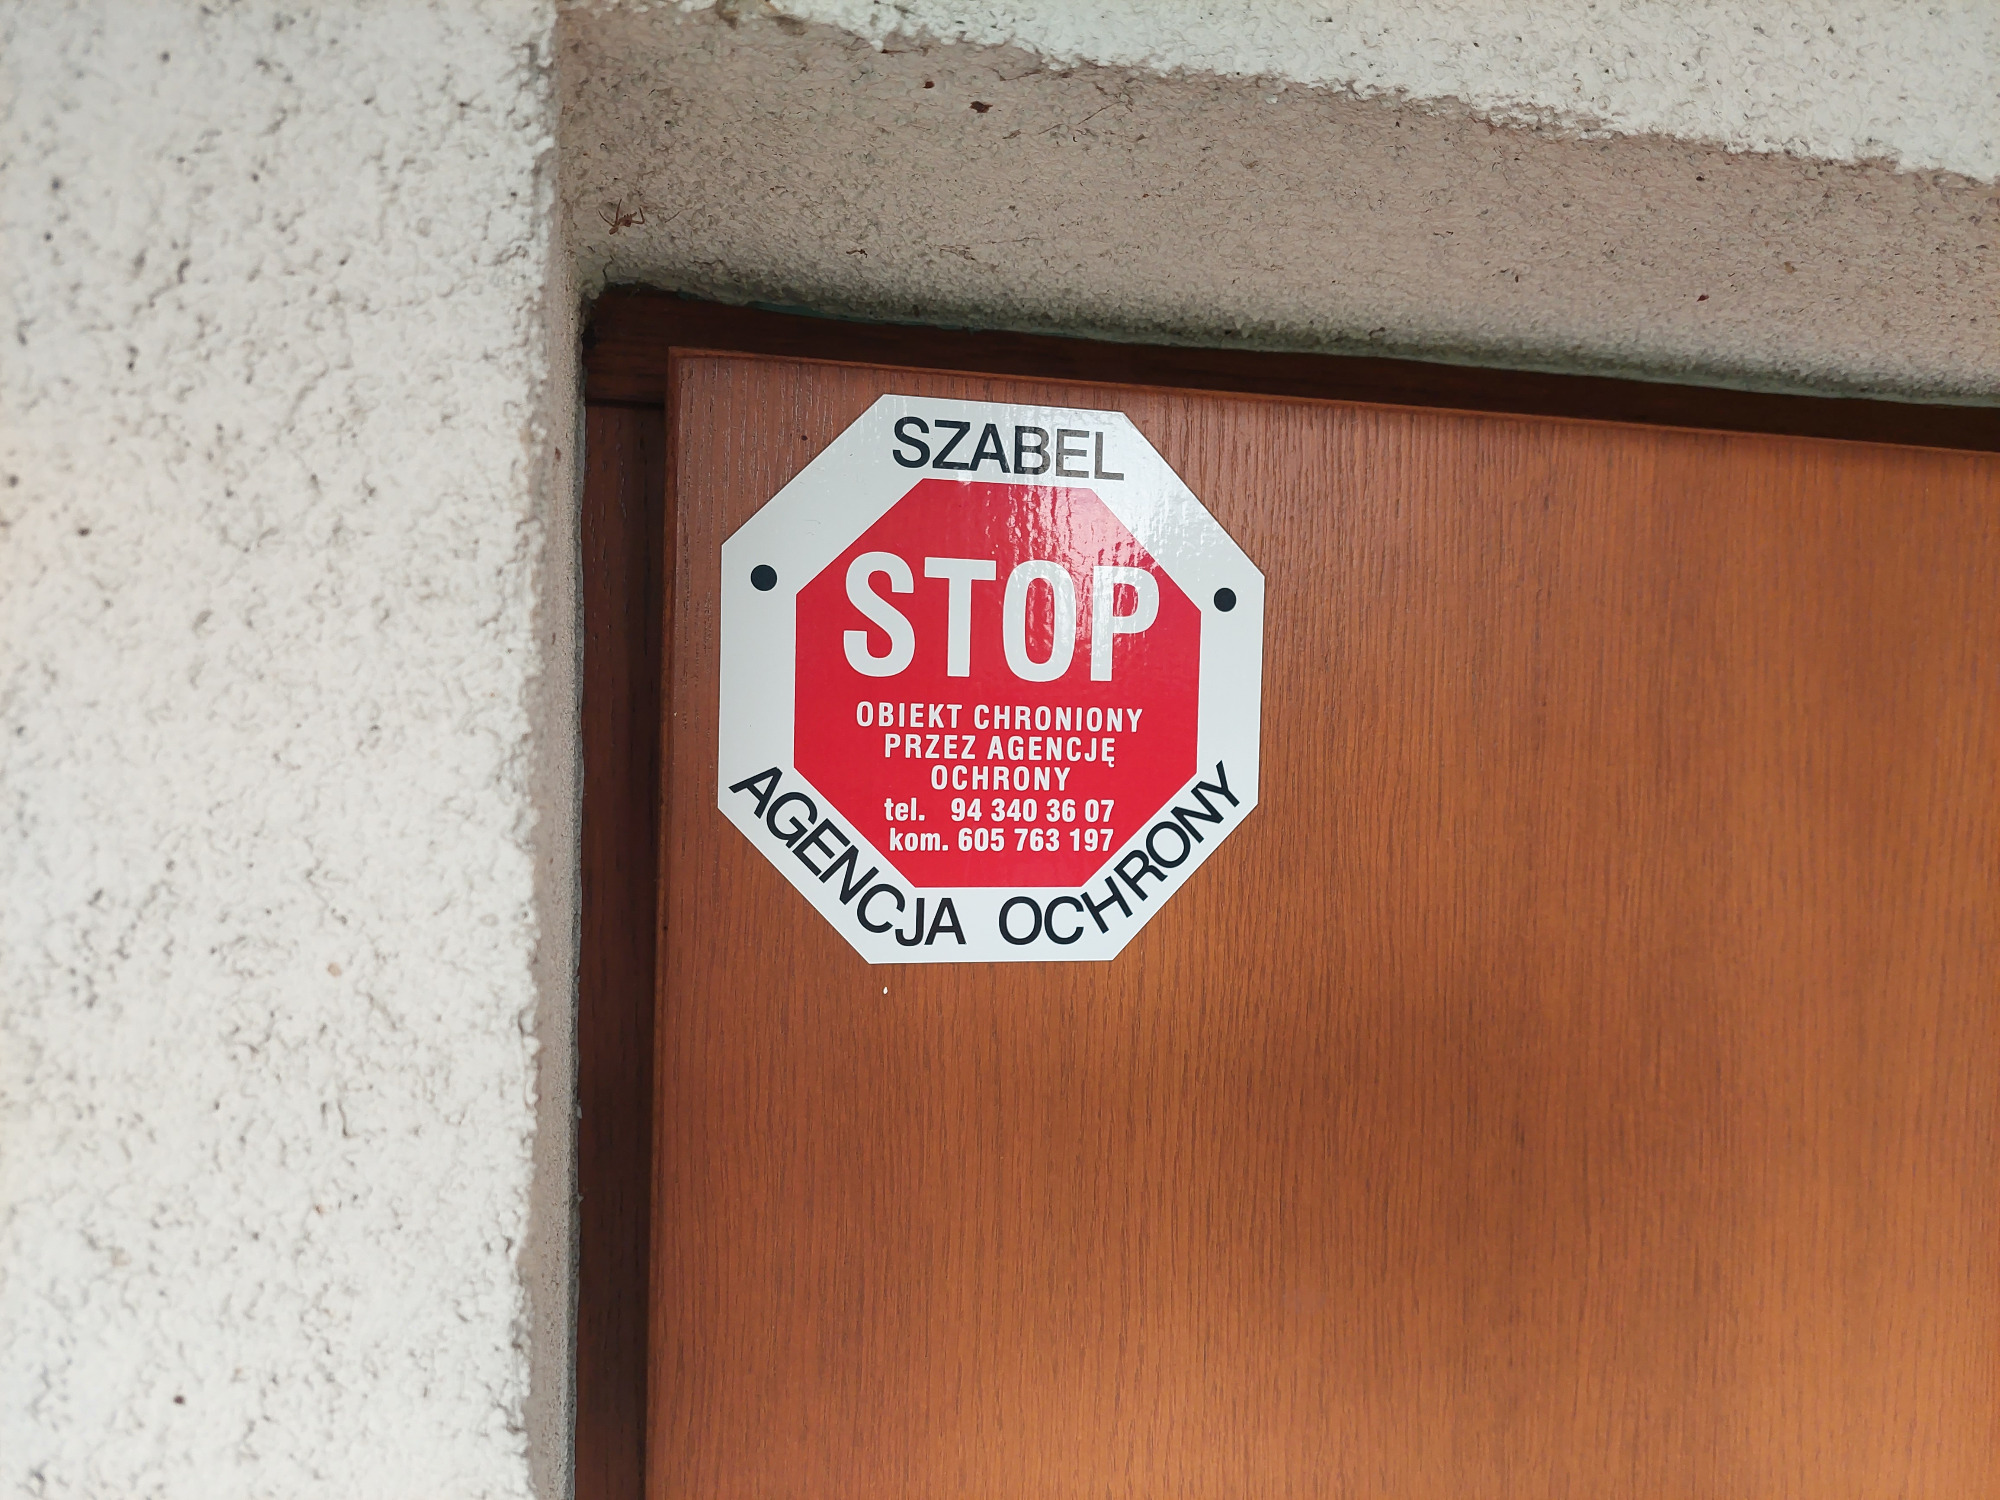 SZABEL
STOP
OBIEKT CHRONIONY
PRZEZ AGENCJĘ
OCHRONY
tel. 94 340 36 07
kom. 605 763 197
AGENCJA OCHRONY